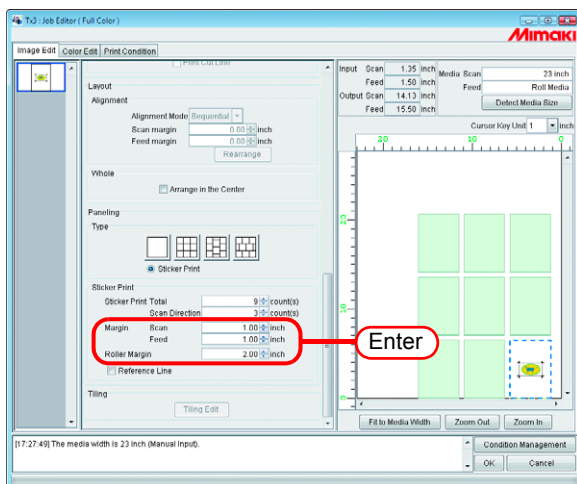 Tx3 : Job Editor ( Full Color )
Mimaki
Image Edit Color Edit Print Condition
Print Cut Line
Layout
Alignment
Alignment Mode Sequential
Scan margin 0.00 inch
Feed margin 0.00 inch
Rearrange
Whole
Arrange in the Center
Paneling
Type
Sticker Print
Sticker Print
Sticker Print Total 9 count(s)
Scan Direction 3 count(s)
Margin Scan 1.00 inch
Feed 1.00 inch
Roller Margin 2.00 inch
Reference Line
Tiling
Tiling Edit
Enter
Input Scan 1.35 inch
Feed 1.50 inch
Output Scan 14.13 inch
Feed 15.50 inch
Media Scan 23 inch
Feed Roll Media
Detect Media Size
Cursor Key Unit 1 inch
20 10 0
20
10
0
Fit to Media Width Zoom Out Zoom In
[17:27:49] The media width is 23 inch (Manual Input).
Condition Management
OK Cancel